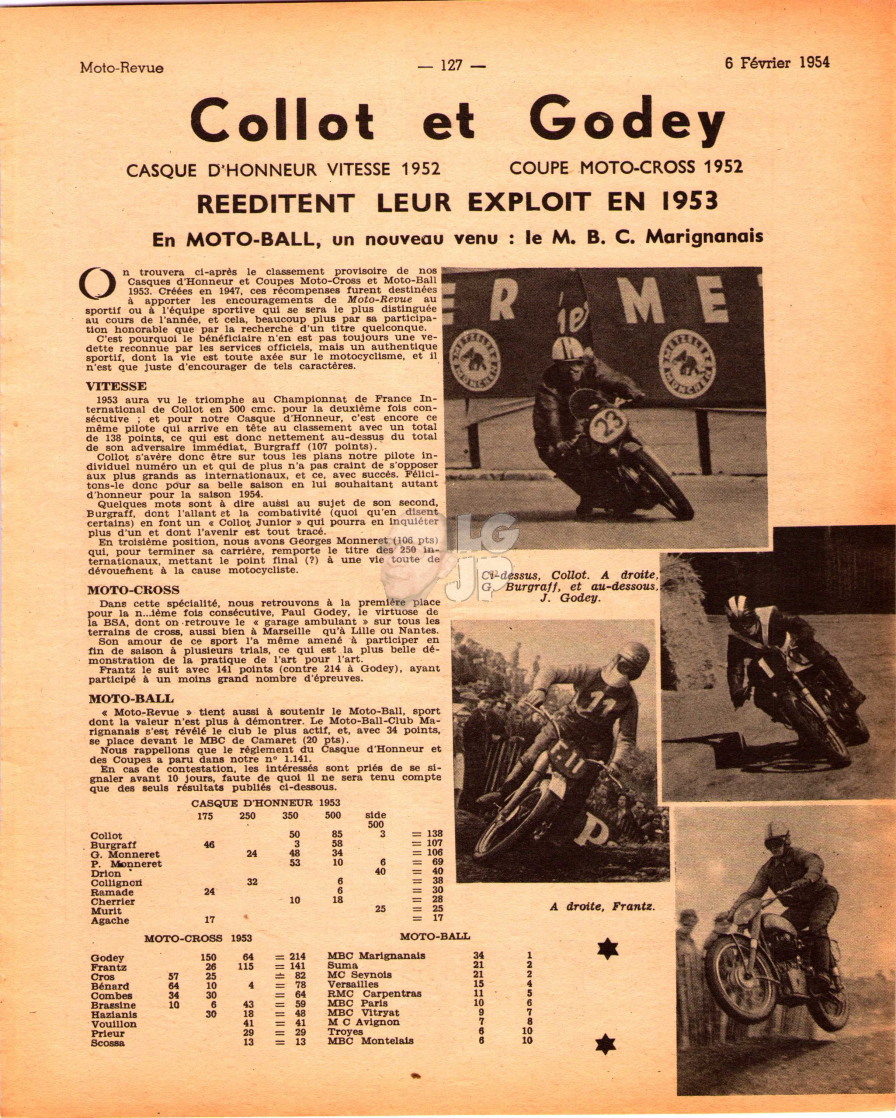 Moto-Revue — 127 — 6 Février 1954
Collot et Godey
CASQUE D'HONNEUR VITESSE 1952 COUPE MOTO-CROSS 1952
REEDITENT LEUR EXPLOIT EN 1953
En MOTO-BALL, un nouveau venu : le M. B. C. Marignanais
On trouvera ci-après le classement provisoire de nos
Casques d'Honneur et Coupes Moto-Cross et Moto-Ball
1953. Créées en 1947, ces récompenses furent destinées
à apporter les encouragements de Moto-Revue au
sportif ou à l'équipe sportive qui se sera le plus distinguée
au cours de l'année, et cela, beaucoup plus par sa participa-
tion honorable que par la recherche d'un titre quelconque.
C'est pourquoi le bénéficiaire n'en est pas toujours une ve-
dette reconnue par les services officiels, mais un authentique
sportif, dont la vie est toute axée sur le motocyclisme, et il
n'est que juste d'encourager de tels caractères.
VITESSE
1953 aura vu le triomphe au Championnat de France In-
ternational de Collot en 500 cmc. pour la deuxième fois con-
sécutive ; et pour notre Casque d'Honneur, c'est encore ce
même pilote qui arrive en tête au classement avec un total
de 138 points, ce qui est donc nettement au-dessus du total
de son adversaire immédiat, Burgraff (107 points).
Collot s'avère donc être sur tous les plans notre pilote in-
dividuel numéro un et qui de plus n'a pas craint de s'opposer
aux plus grands as internationaux, et ce, avec succès. Félici-
tons-le donc pour sa belle saison en lui souhaitant autant
d'honneur pour la saison 1954.
Quelques mots sont à dire aussi au sujet de son second,
Burgraff, dont l'allant et la combativité (quoi qu'en disent
certains) en font un « Collot Junior » qui pourra en inquiéter
plus d'un et dont l'avenir est tout tracé.
En troisième position, nous avons Georges Monneret (106 pts)
qui, pour terminer sa carrière, remporte le titre des 250 in-
ternationaux, mettant le point final (?) à une vie toute de
dévouement à la cause motocycliste.
MOTO-CROSS
Dans cette spécialité, nous retrouvons à la première place
pour la n...ième fois consécutive, Paul Godey, le virtuose de
la BSA, dont on retrouve le « garage ambulant » sur tous les
terrains de cross, aussi bien à Marseille qu'à Lille ou Nantes.
Son amour de ce sport l'a même amené à participer en
fin de saison à plusieurs trials, ce qui est la plus belle dé-
monstration de la pratique de l'art pour l'art.
Frantz le suit avec 141 points (contre 214 à Godey), ayant
participé à un moins grand nombre d'épreuves.
MOTO-BALL
« Moto-Revue » tient aussi à soutenir le Moto-Ball, sport
dont la valeur n'est plus à démontrer. Le Moto-Ball-Club Ma-
rignanais s'est révélé le club le plus actif, et, avec 34 points,
se place devant le MBC de Camaret (20 pts).
Nous rappellons que le règlement du Casque d'Honneur et
des Coupes a paru dans notre n° 1.141.
En cas de contestation, les intéressés sont priés de se si-
gnaler avant 10 jours, faute de quoi il ne sera tenu compte
que des seuls résultats publiés ci-dessous.
CASQUE D'HONNEUR 1953
175 250 350 500 side
500
Collot 50 85 3 = 138
Burgraff 46 3 58 = 107
G. Monneret 24 48 34 = 106
P. Monneret 53 10 6 = 69
Drion 40 = 40
Collignon 32 6 = 38
Ramade 24 6 = 30
Cherrier 10 18 = 28
Murit 25 = 25
Agache 17 = 17
MOTO-CROSS 1953
Godey 150 64 = 214
Frantz 26 115 = 141
Cros 57 25 = 82
Bénard 64 10 4 = 78
Combes 34 30 = 64
Brassine 10 6 43 = 59
Hazianis 30 18 = 48
Vouillon 41 = 41
Prieur 29 = 29
Scossa 13 = 13
MOTO-BALL
MBC Marignanais 34 1
Suma 21 2
MC Seynois 21 2
Versailles 15 4
RMC Carpentras 11 5
MBC Paris 10 6
MBC Vitryat 9 7
M C Avignon 7 8
Troyes 6 10
MBC Montelais 6 10
ER ME
METZELER
MÜNCHEN
METZELER
MÜNCHEN
23
Ci-dessus, Collot. A droite,
G. Burgraff, et au-dessous,
J. Godey.
11
P
A droite, Frantz.
LG
JP